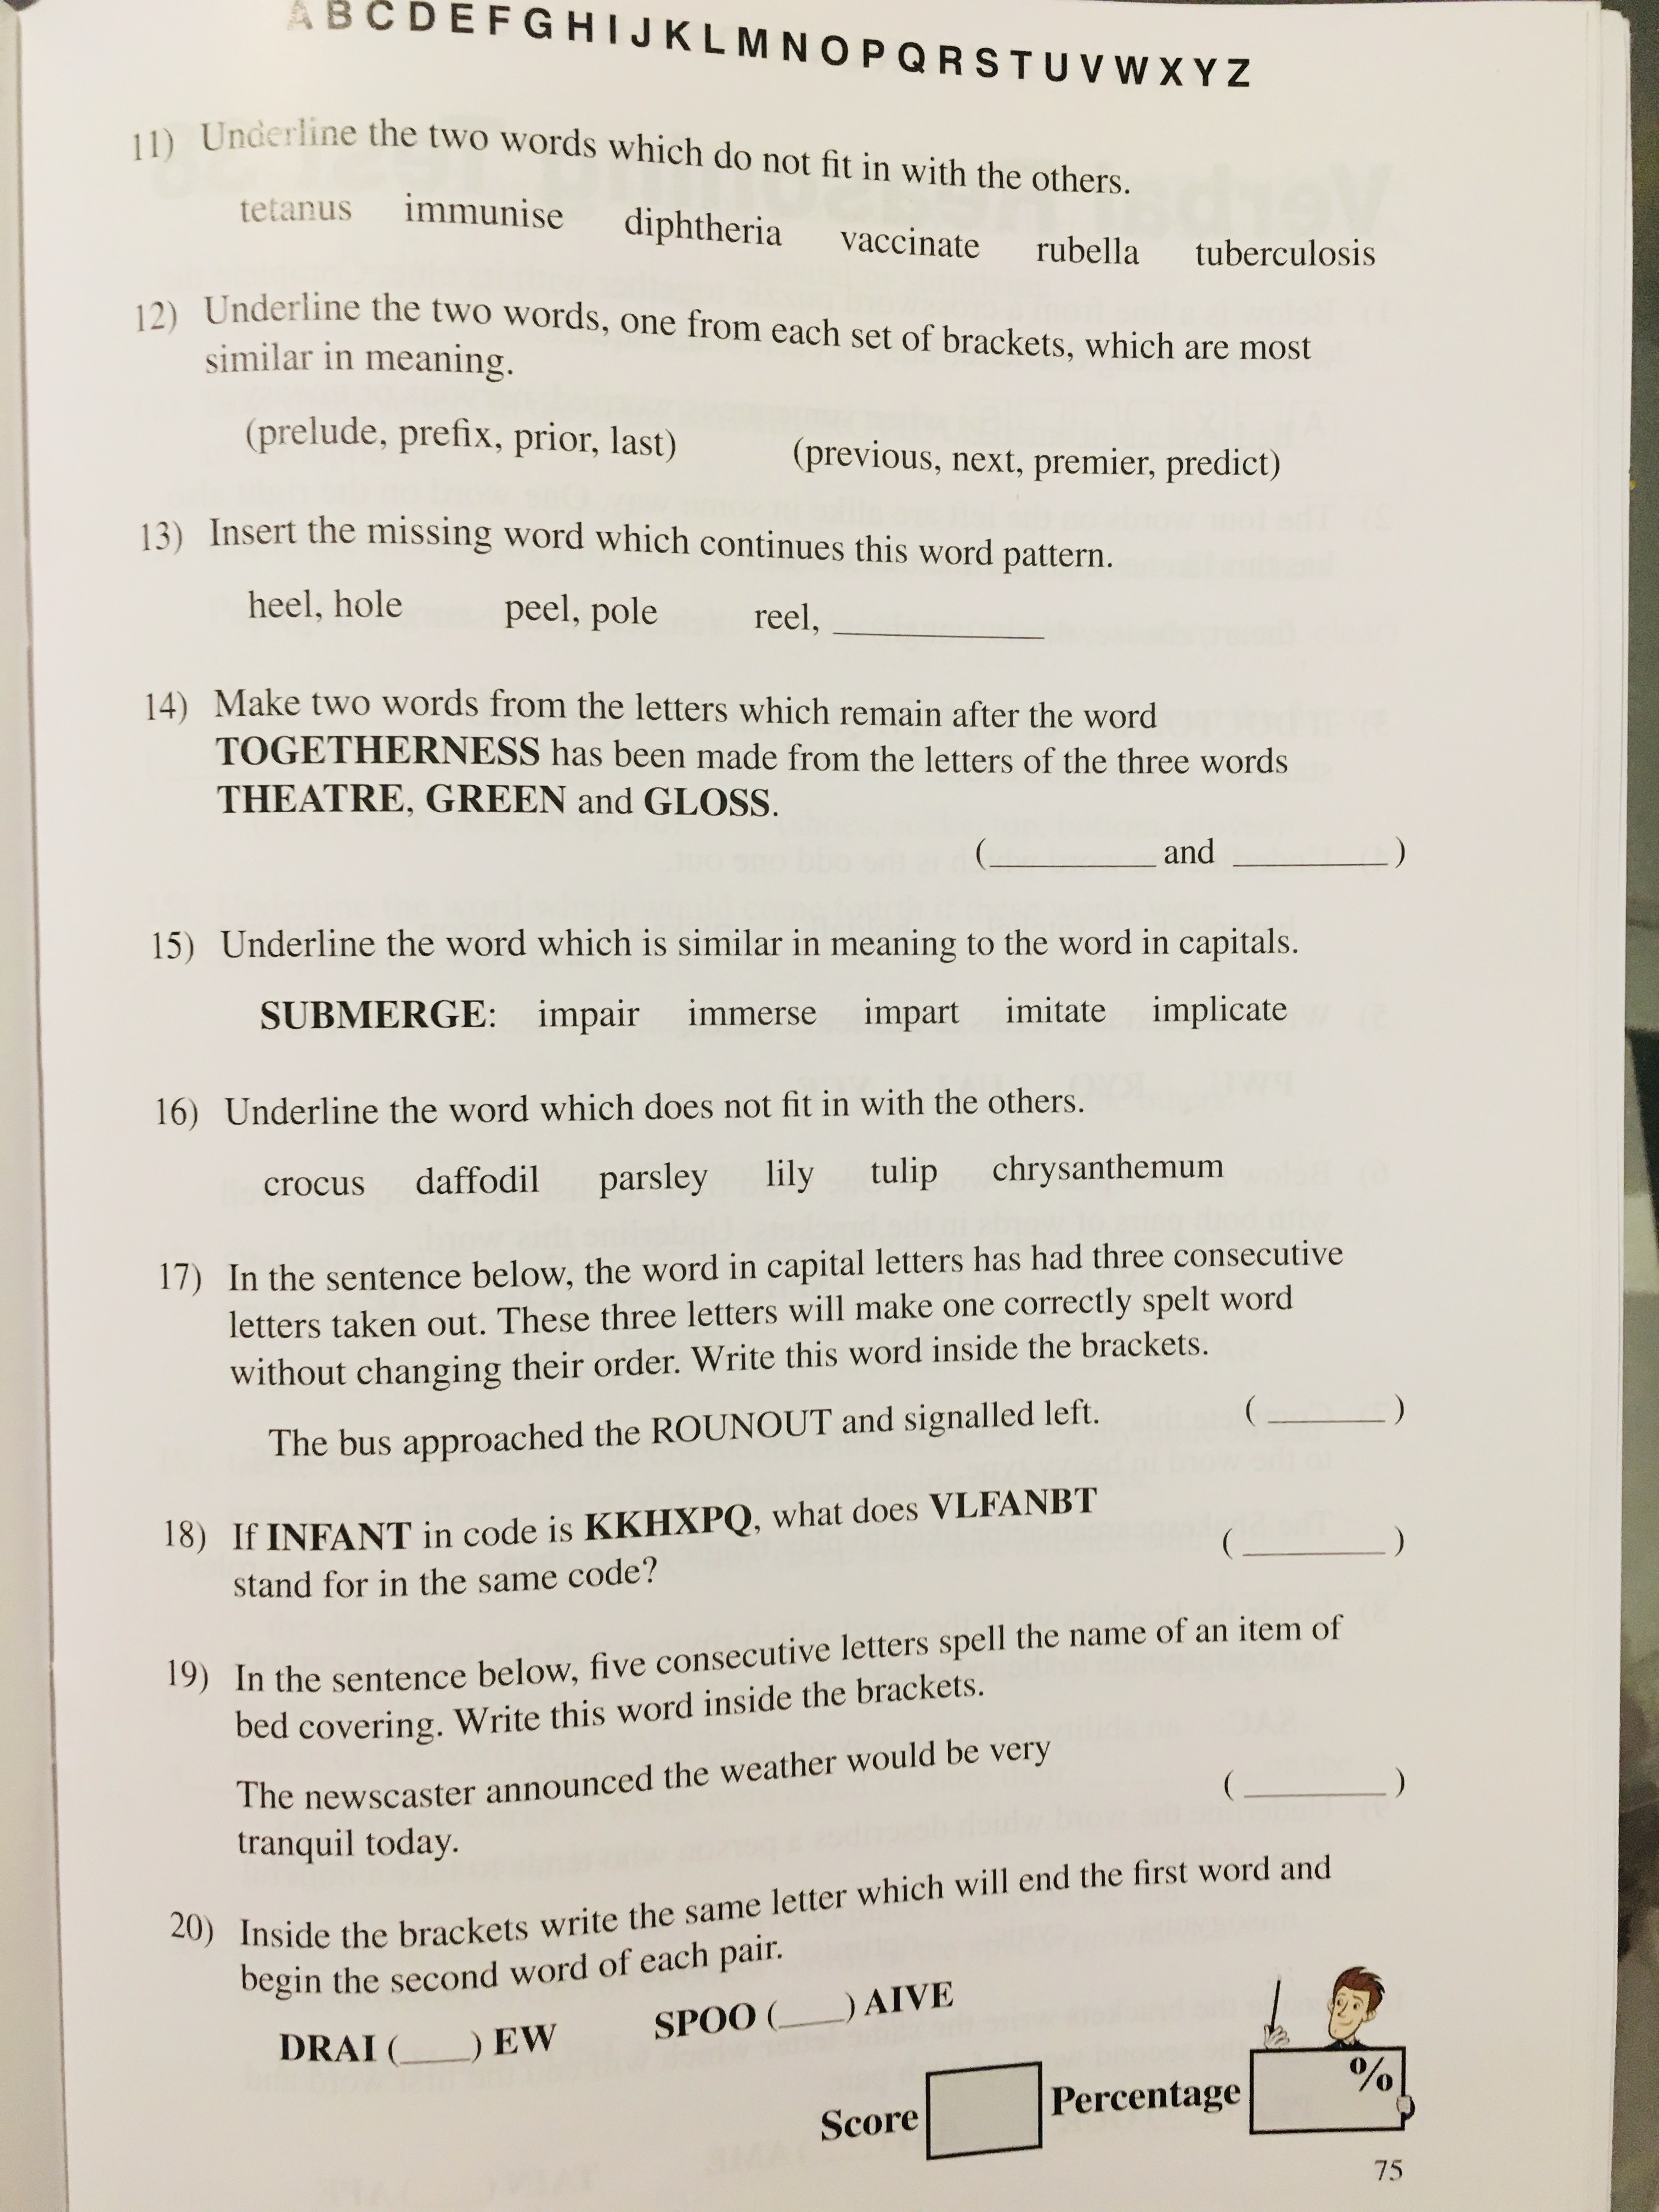 A B C D E F G H I J K L M N O P Q R S T U V W X Y Z
11) Underline the two words which do not fit in with the others.
tetanus immunise diphtheria vaccinate rubella tuberculosis
12) Underline the two words, one from each set of brackets, which are most
similar in meaning.
(prelude, prefix, prior, last) (previous, next, premier, predict)
13) Insert the missing word which continues this word pattern.
heel, hole peel, pole reel, __________
14) Make two words from the letters which remain after the word
TOGETHERNESS has been made from the letters of the three words
THEATRE, GREEN and GLOSS.
( ________ and ________ )
15) Underline the word which is similar in meaning to the word in capitals.
SUBMERGE: impair immerse impart imitate implicate
16) Underline the word which does not fit in with the others.
crocus daffodil parsley lily tulip chrysanthemum
17) In the sentence below, the word in capital letters has had three consecutive
letters taken out. These three letters will make one correctly spelt word
without changing their order. Write this word inside the brackets.
The bus approached the ROUNOUT and signalled left. ( ______ )
18) If INFANT in code is KKHXPQ, what does VLFANBT
stand for in the same code? ( _______ )
19) In the sentence below, five consecutive letters spell the name of an item of
bed covering. Write this word inside the brackets.
The newscaster announced the weather would be very
tranquil today. ( _______ )
20) Inside the brackets write the same letter which will end the first word and
begin the second word of each pair.
DRAI ( ___ ) EW SPOO ( ___ ) AIVE
Score Percentage %
75